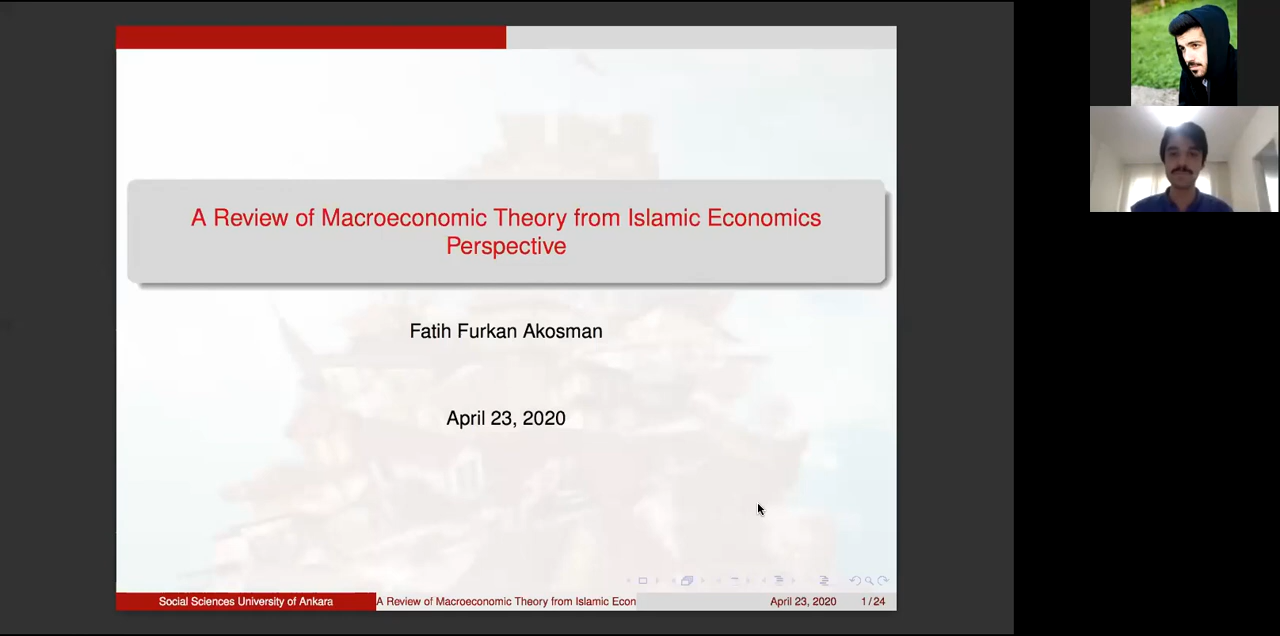 A Review of Macroeconomic Theory from Islamic Economics
Perspective
Fatih Furkan Akosman
April 23, 2020
Social Sciences University of Ankara
A Review of Macroeconomic Theory from Islamic Econ
April 23, 2020
1 / 24